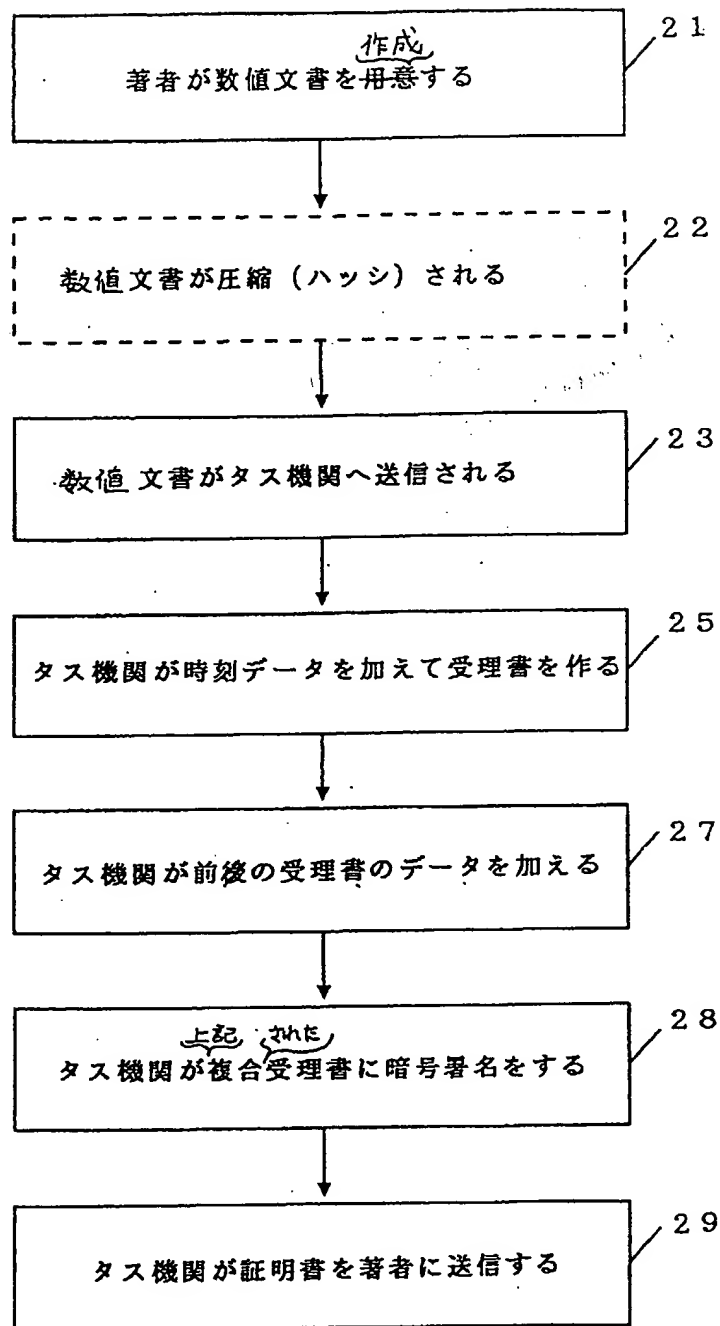 作成
著者が数値文書を用意する
21
数値文書が圧縮（ハッシ）される
22
数値文書がタス機関へ送信される
23
タス機関が時刻データを加えて受理書を作る
25
タス機関が前後の受理書のデータを加える
27
上記 された
タス機関が複合受理書に暗号署名をする
28
タス機関が証明書を著者に送信する
29